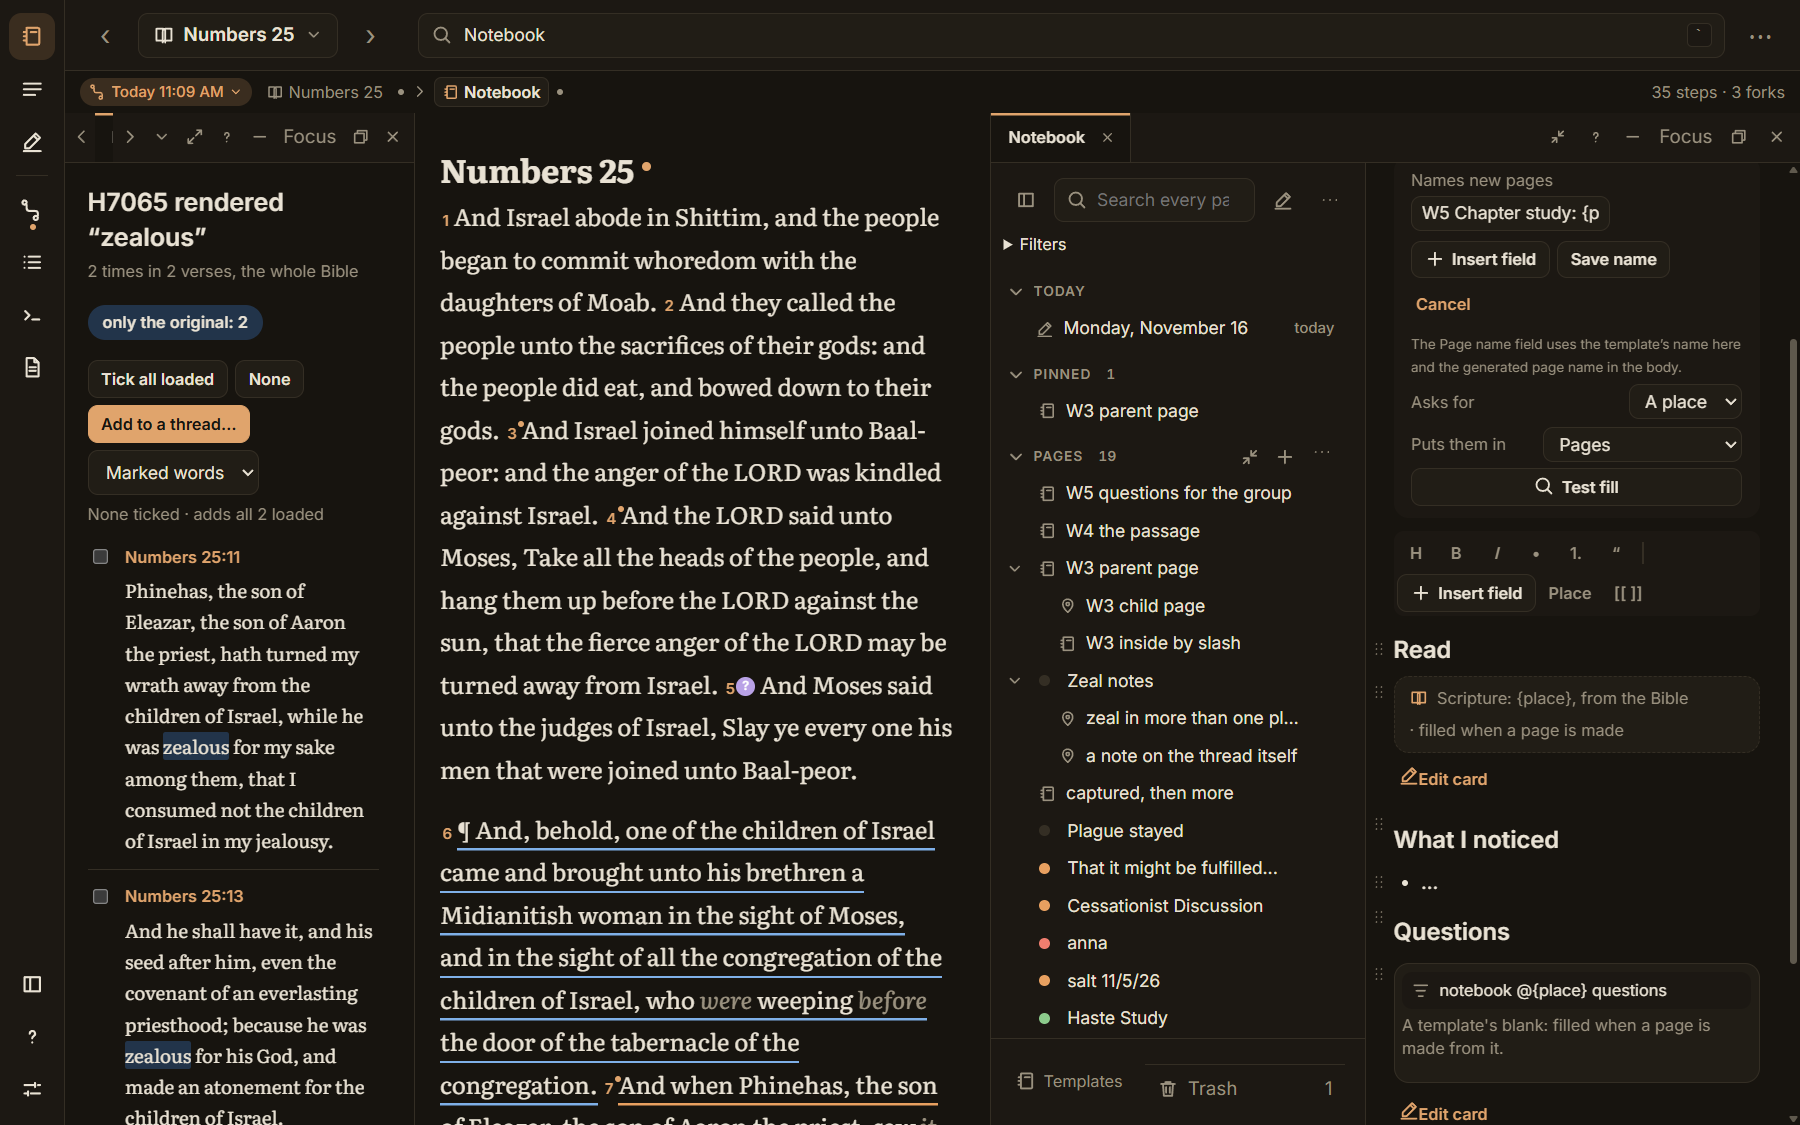 Numbers 25
Notebook
`
Today 11:09 AM
Numbers 25
Notebook
35 steps · 3 forks
?
Focus
H7065 rendered
“zealous”
2 times in 2 verses, the whole Bible
only the original: 2
Tick all loaded
None
Add to a thread...
Marked words
None ticked · adds all 2 loaded
Numbers 25:11
Phinehas, the son of
Eleazar, the son of Aaron
the priest, hath turned my
wrath away from the
children of Israel, while he
was zealous for my sake
among them, that I
consumed not the children
of Israel in my jealousy.
Numbers 25:13
And he shall have it, and his
seed after him, even the
covenant of an everlasting
priesthood; because he was
zealous for his God, and
made an atonement for the
children of Israel.
Numbers 25
1 And Israel abode in Shittim, and the people
began to commit whoredom with the
daughters of Moab. 2 And they called the
people unto the sacrifices of their gods: and
the people did eat, and bowed down to their
gods. 3 And Israel joined himself unto Baal-
peor: and the anger of the LORD was kindled
against Israel. 4 And the LORD said unto
Moses, Take all the heads of the people, and
hang them up before the LORD against the
sun, that the fierce anger of the LORD may be
turned away from Israel. 5 ? And Moses said
unto the judges of Israel, Slay ye every one his
men that were joined unto Baal-peor.
6 ¶ And, behold, one of the children of Israel
came and brought unto his brethren a
Midianitish woman in the sight of Moses,
and in the sight of all the congregation of the
children of Israel, who were weeping before
the door of the tabernacle of the
congregation. 7 And when Phinehas, the son
of Eleazar, the son of Aaron the priest, saw it
Notebook
?
Focus
Search every pa
Filters
TODAY
Monday, November 16 today
PINNED 1
W3 parent page
PAGES 19
W5 questions for the group
W4 the passage
W3 parent page
W3 child page
W3 inside by slash
Zeal notes
zeal in more than one pl...
a note on the thread itself
captured, then more
Plague stayed
That it might be fulfilled...
Cessationist Discussion
anna
salt 11/5/26
Haste Study
Templates
Trash 1
Names new pages
W5 Chapter study: {p
+ Insert field
Save name
Cancel
The Page name field uses the template's name here
and the generated page name in the body.
Asks for A place
Puts them in Pages
Test fill
H B I • 1. “
+ Insert field Place [[ ]]
Read
Scripture: {place}, from the Bible
· filled when a page is made
Edit card
What I noticed
• ...
Questions
notebook @{place} questions
A template's blank: filled when a page is
made from it.
Edit card
?